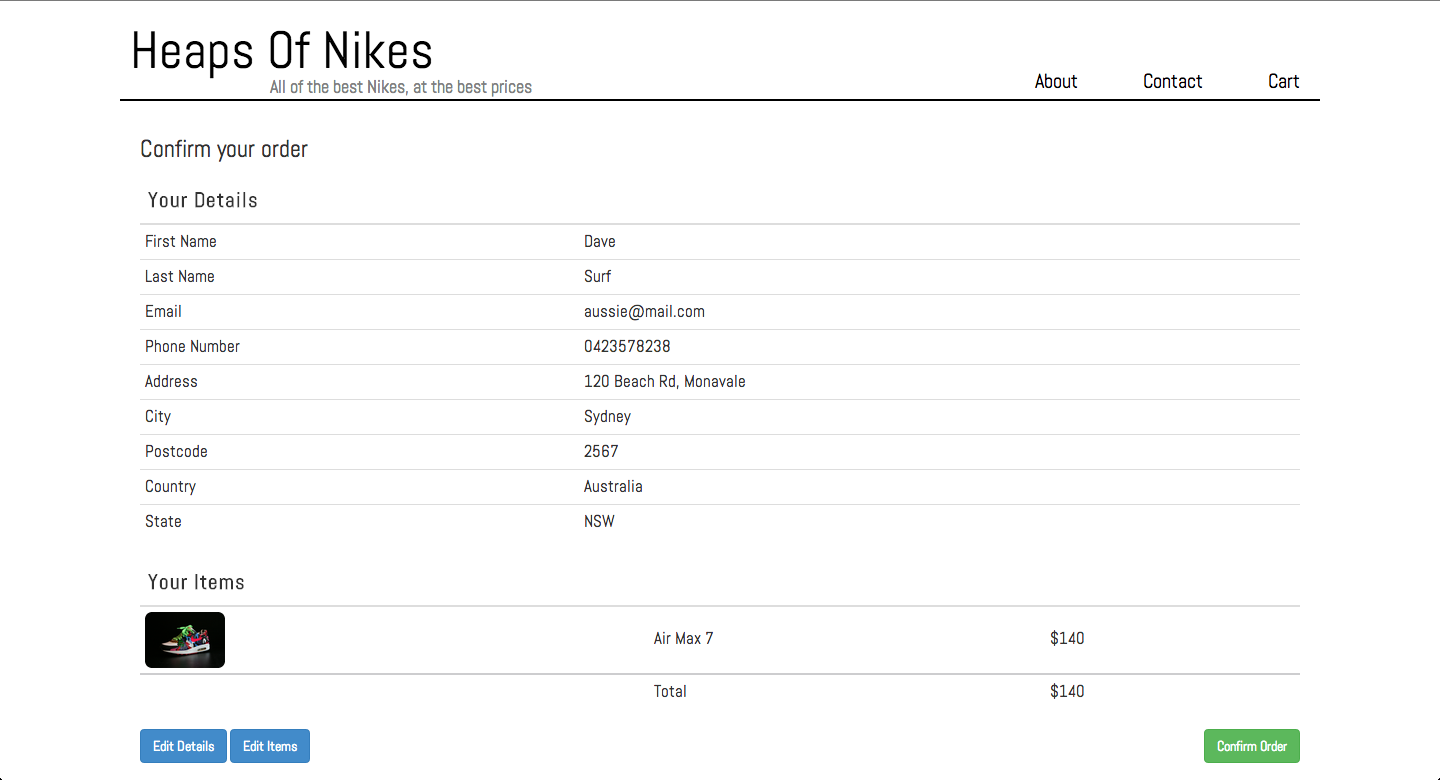 Heaps Of Nikes
All of the best Nikes, at the best prices
About Contact Cart
Confirm your order
Your Details
First Name Dave
Last Name Surf
Email aussie@mail.com
Phone Number 0423578238
Address 120 Beach Rd, Monavale
City Sydney
Postcode 2567
Country Australia
State NSW
Your Items
Air Max 7 $140
Total $140
Edit Details Edit Items Confirm Order